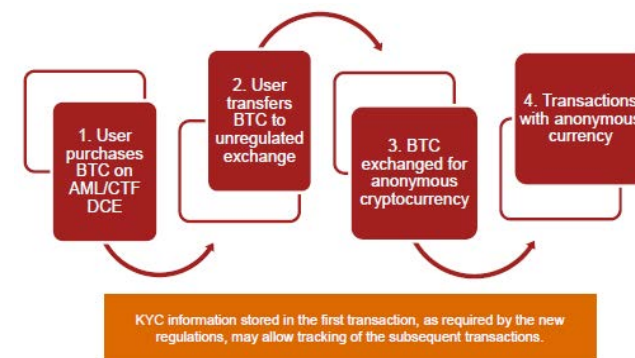 1. User
purchases
BTC on
AML/CTF
DCE
2. User
transfers
BTC to
unregulated
exchange
3. BTC
exchanged for
anonymous
cryptocurrency
4. Transactions
with anonymous
currency
KYC information stored in the first transaction, as required by the new
regulations, may allow tracking of the subsequent transactions.